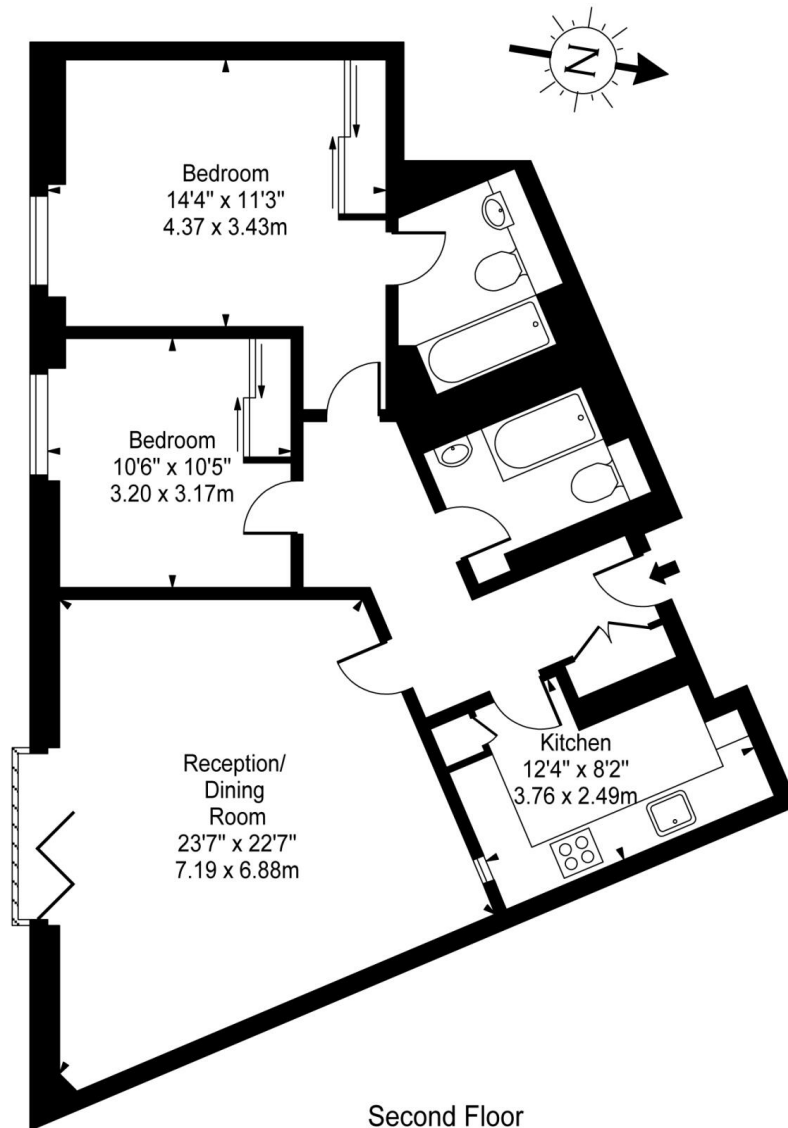 N
Bedroom
14'4" x 11'3"
4.37 x 3.43m
Bedroom
10'6" x 10'5"
3.20 x 3.17m
Kitchen
12'4" x 8'2"
3.76 x 2.49m
Reception/
Dining
Room
23'7" x 22'7"
7.19 x 6.88m
Second Floor